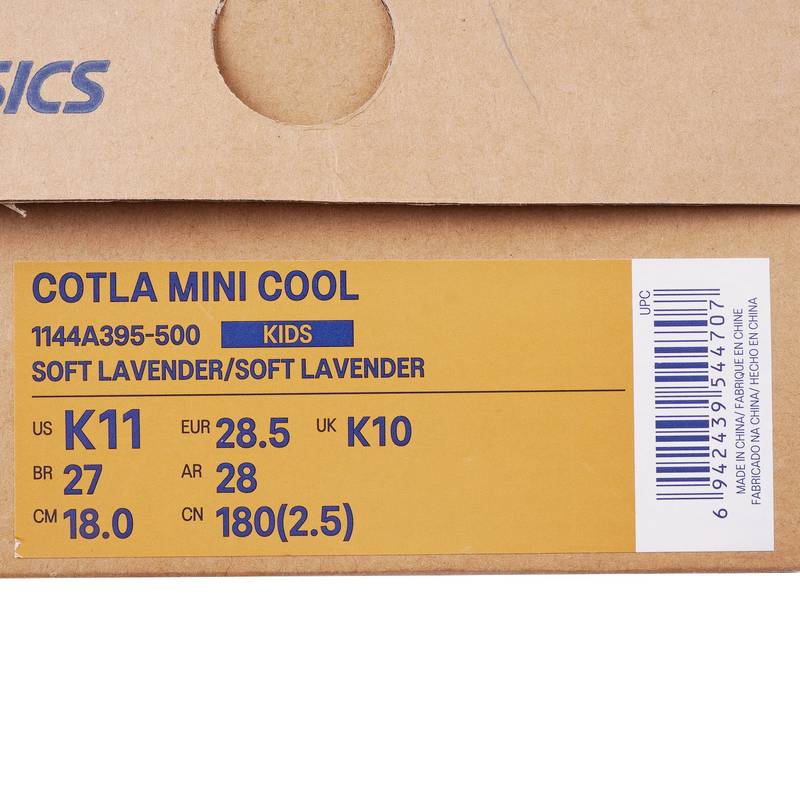 SICS
COTLA MINI COOL
1144A395-500 KIDS
SOFT LAVENDER/SOFT LAVENDER
US K11 EUR 28.5 UK K10
BR 27 AR 28
CM 18.0 CN 180(2.5)
UPC
6 942439 544707
MADE IN CHINA/ FABRIQUE EN CHINE
FABRICADO NA CHINA/ HECHO EN CHINA